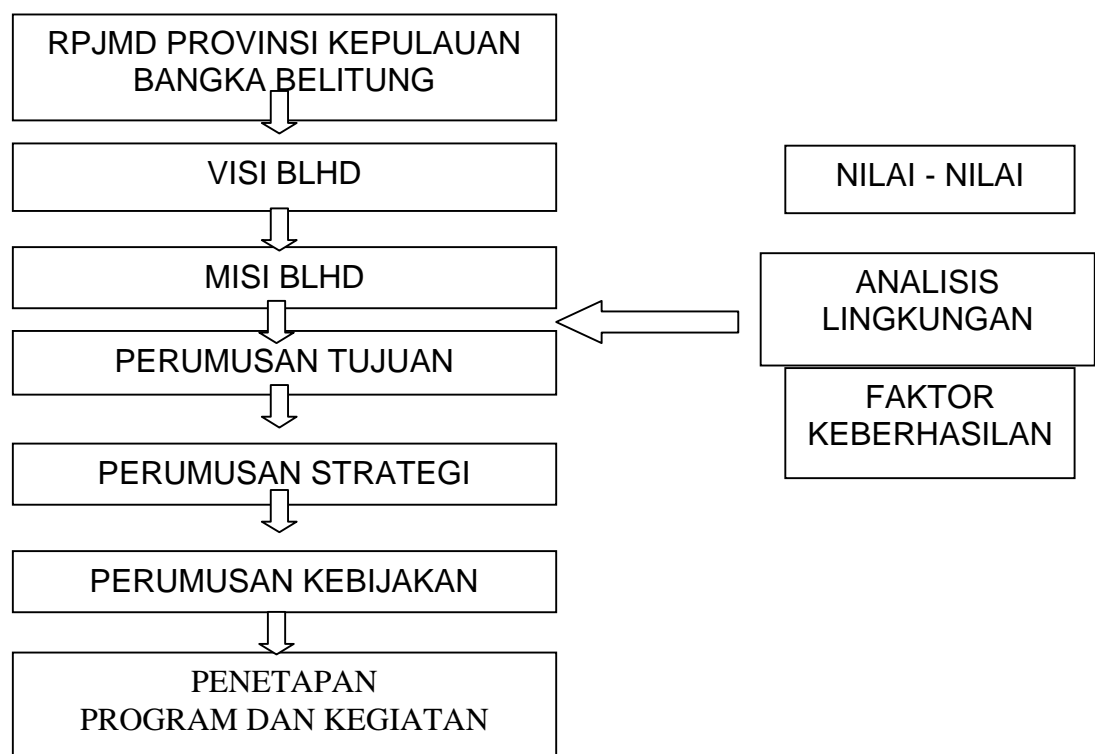 RPJMD PROVINSI KEPULAUAN
BANGKA BELITUNG
VISI BLHD
MISI BLHD
PERUMUSAN TUJUAN
PERUMUSAN STRATEGI
PERUMUSAN KEBIJAKAN
PENETAPAN
PROGRAM DAN KEGIATAN
NILAI - NILAI
ANALISIS
LINGKUNGAN
FAKTOR
KEBERHASILAN